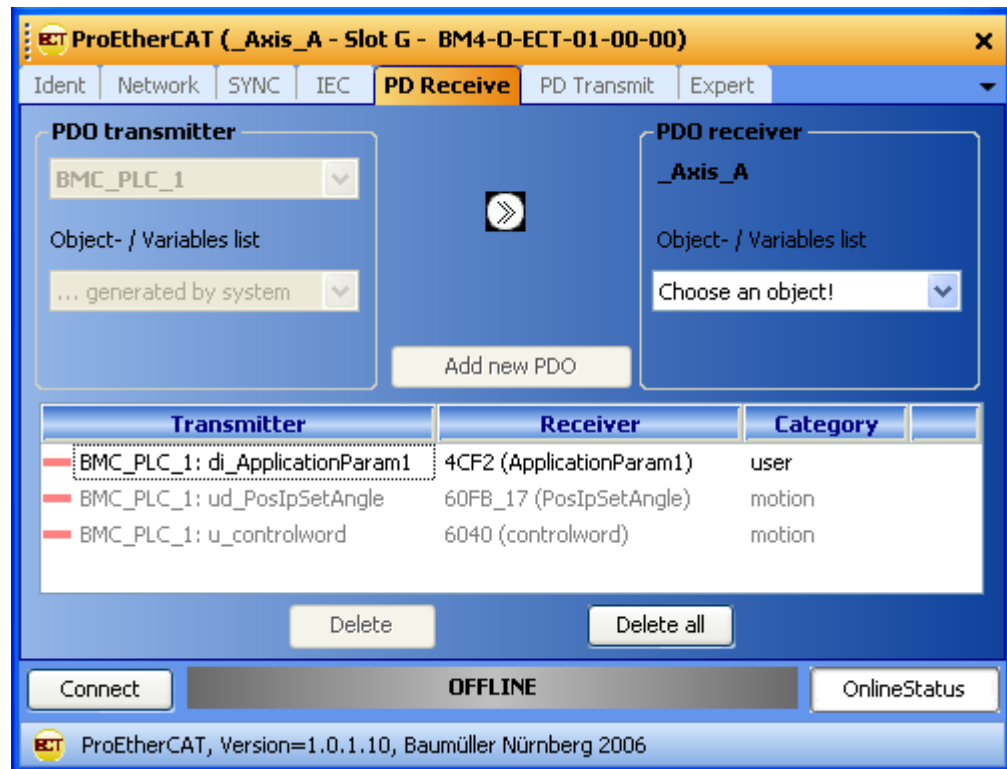 ECT ProEtherCAT (_Axis_A - Slot G - BM4-O-ECT-01-00-00)
Ident Network SYNC IEC PD Receive PD Transmit Expert
PDO transmitter
BMC_PLC_1
Object- / Variables list
... generated by system
PDO receiver
_Axis_A
Object- / Variables list
Choose an object!
Add new PDO
Transmitter Receiver Category
BMC_PLC_1: di_ApplicationParam1 4CF2 (ApplicationParam1) user
BMC_PLC_1: ud_PosIpSetAngle 60FB_17 (PosIpSetAngle) motion
BMC_PLC_1: u_controlword 6040 (controlword) motion
Delete Delete all
Connect OFFLINE OnlineStatus
ECT ProEtherCAT, Version=1.0.1.10, Baumüller Nürnberg 2006